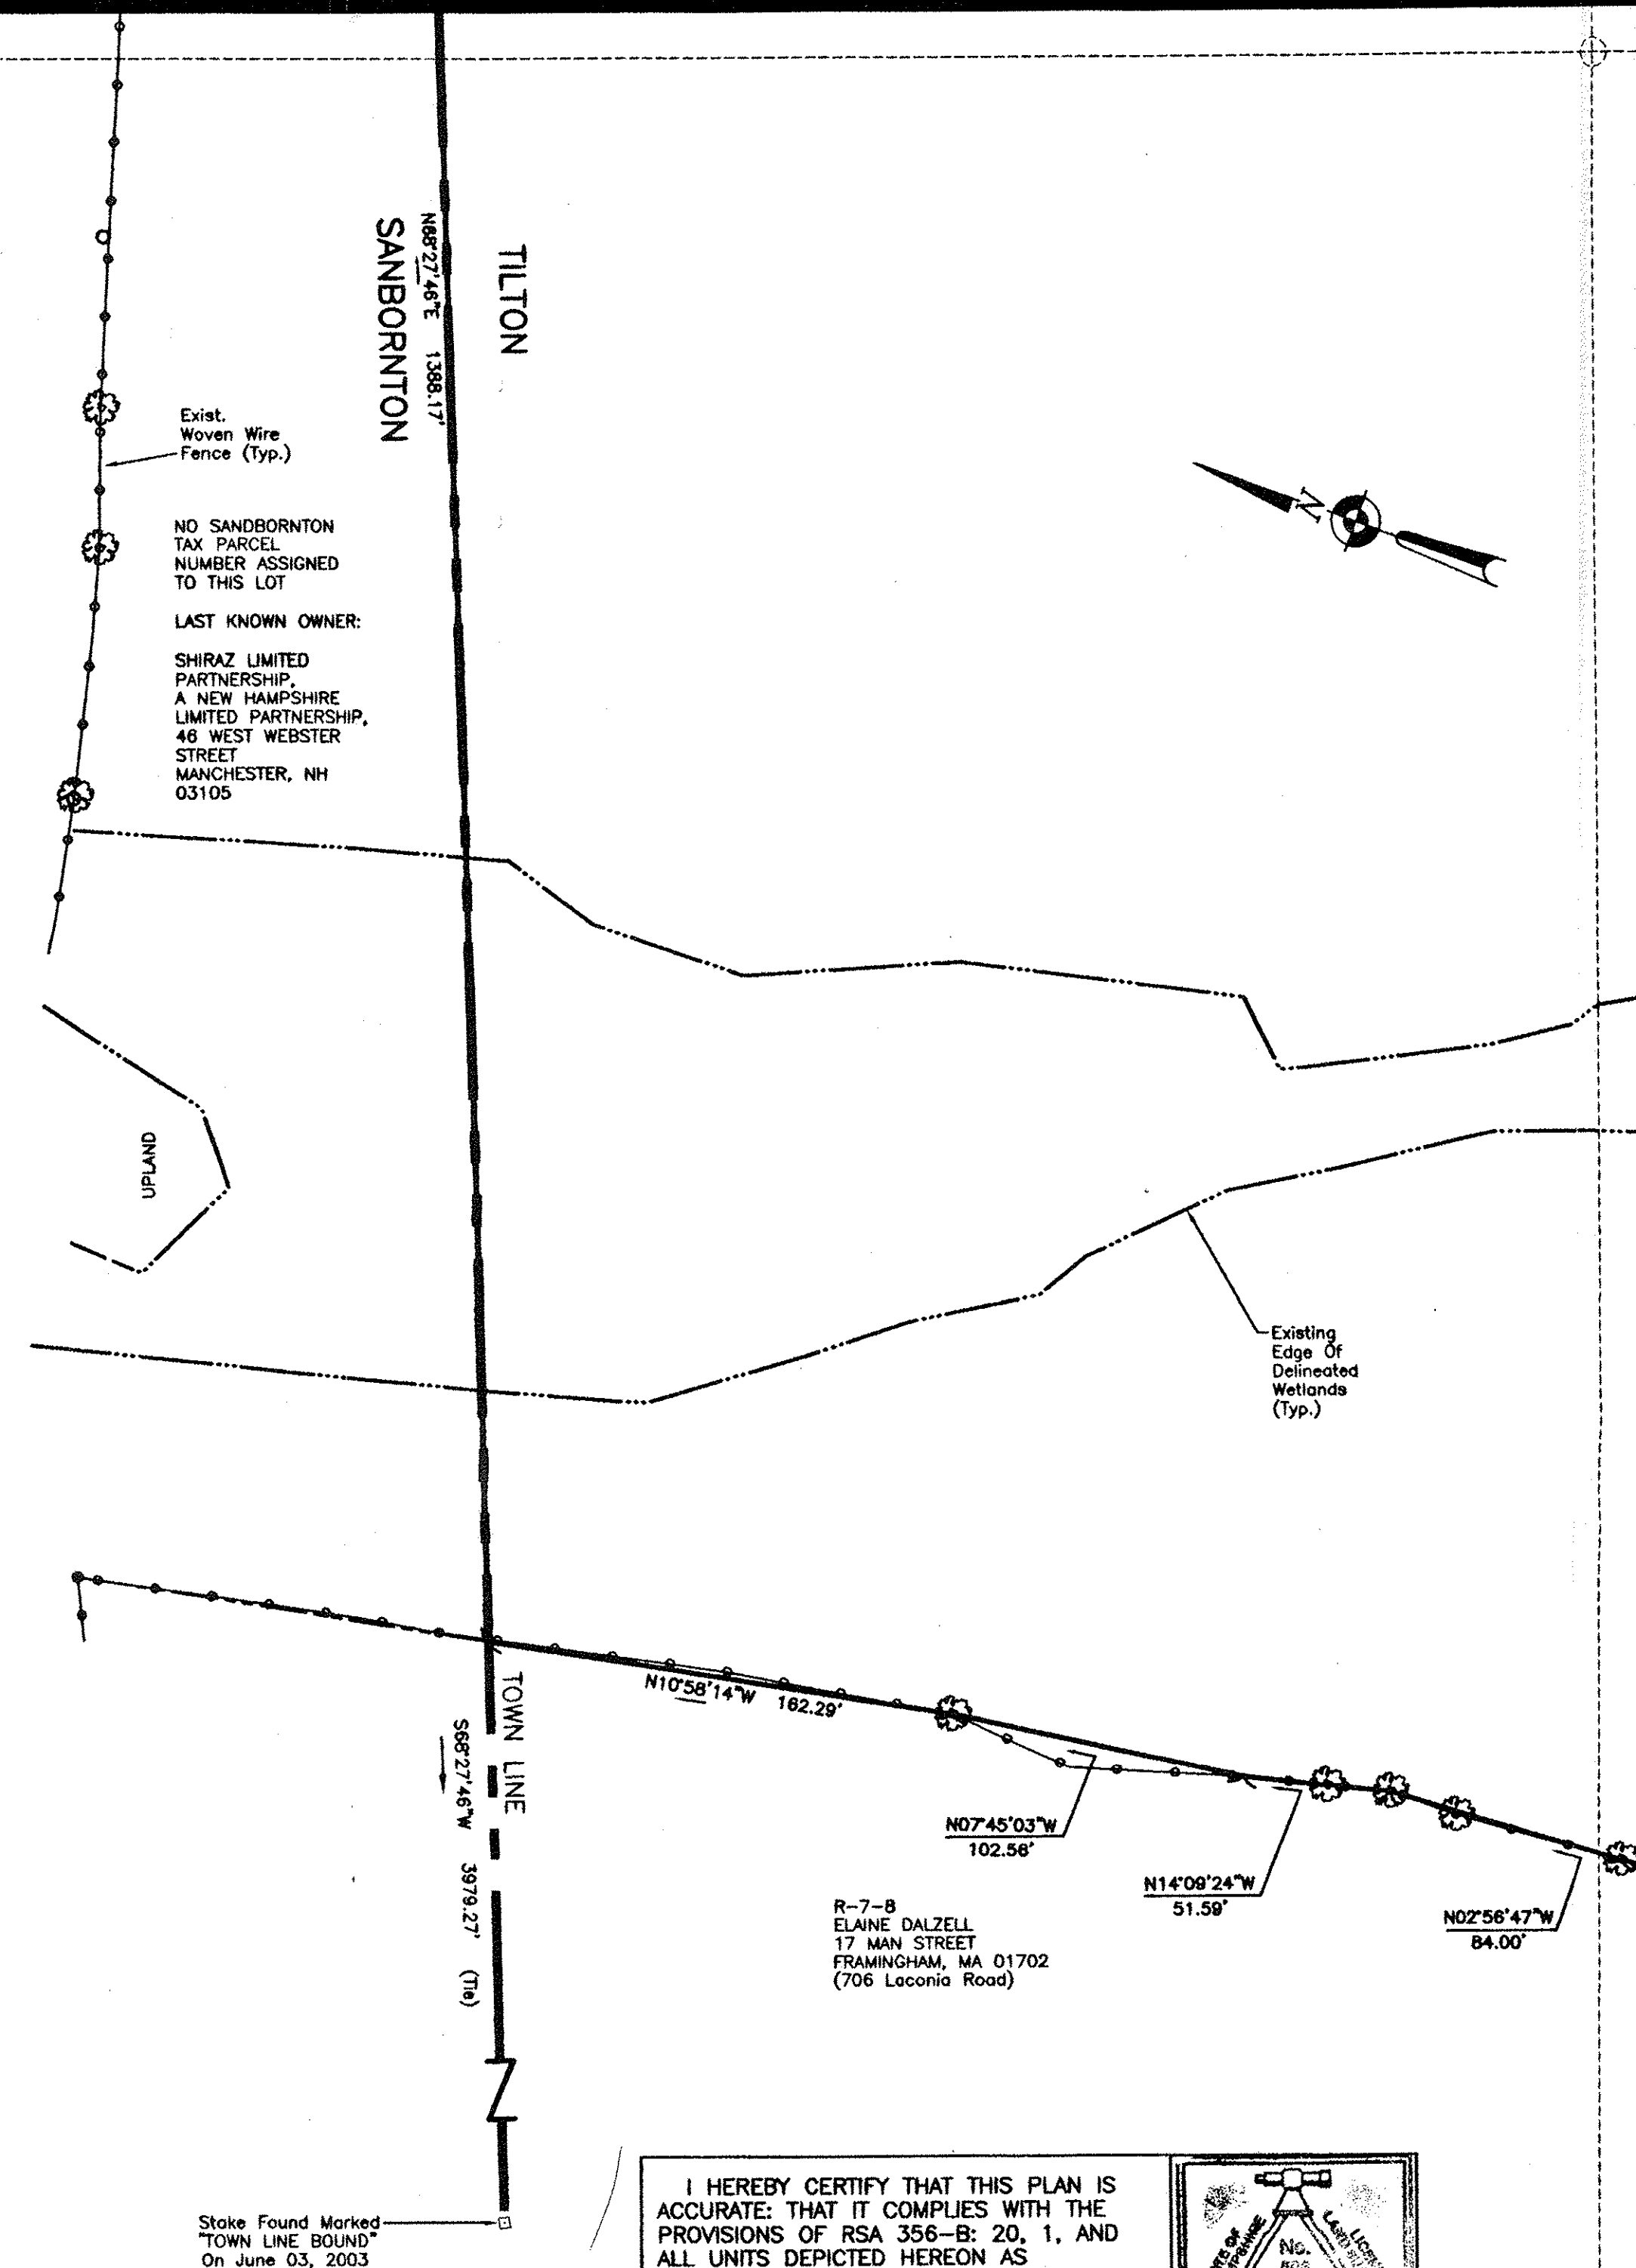 TILTON
SANBORNTON
N68°27'46"E 1388.17'
Exist.
Woven Wire
Fence (Typ.)
NO SANDBORNTON
TAX PARCEL
NUMBER ASSIGNED
TO THIS LOT
LAST KNOWN OWNER:
SHIRAZ LIMITED
PARTNERSHIP,
A NEW HAMPSHIRE
LIMITED PARTNERSHIP,
46 WEST WEBSTER
STREET
MANCHESTER, NH
03105
N
UPLAND
Existing
Edge Of
Delineated
Wetlands
(Typ.)
TOWN LINE
S68°27'46"W 3979.27' (Tie)
N10°58'14"W 162.29'
N07°45'03"W
102.56'
N14°09'24"W
51.59'
N02°56'47"W
84.00'
R-7-8
ELAINE DALZELL
17 MAN STREET
FRAMINGHAM, MA 01702
(706 Laconia Road)
Stake Found Marked
"TOWN LINE BOUND"
On June 03, 2003
I HEREBY CERTIFY THAT THIS PLAN IS
ACCURATE: THAT IT COMPLIES WITH THE
PROVISIONS OF RSA 356-B: 20, 1, AND
ALL UNITS DEPICTED HEREON AS
No.